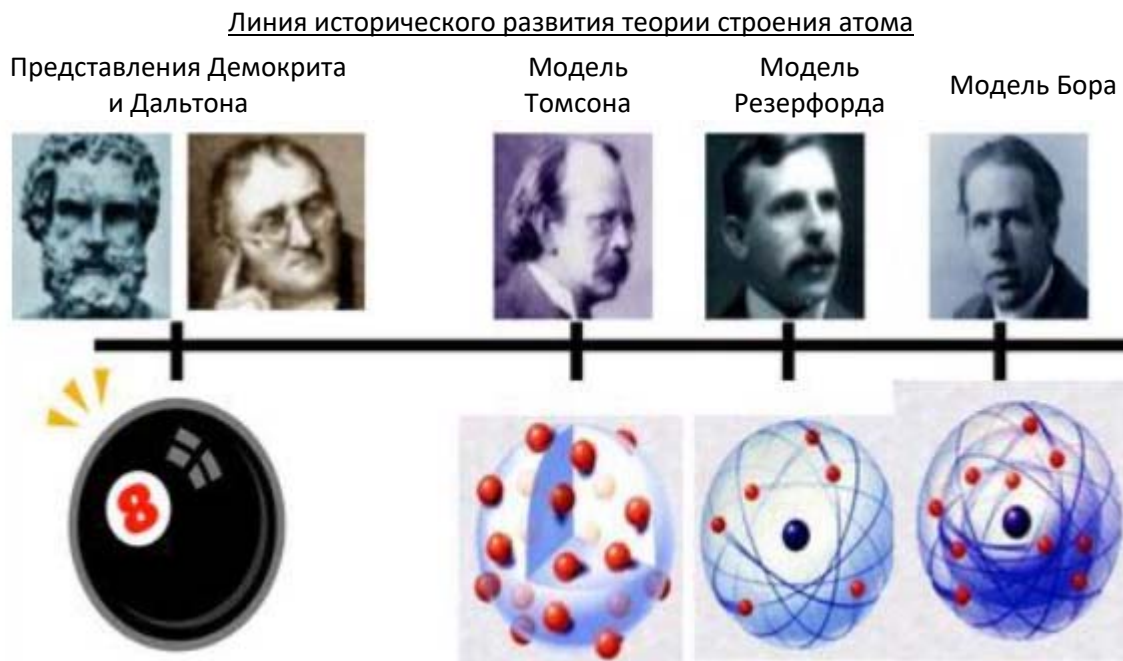 Линия исторического развития теории строения атома
Представления Демокрита
и Дальтона
Модель
Томсона
Модель
Резерфорда
Модель Бора
8